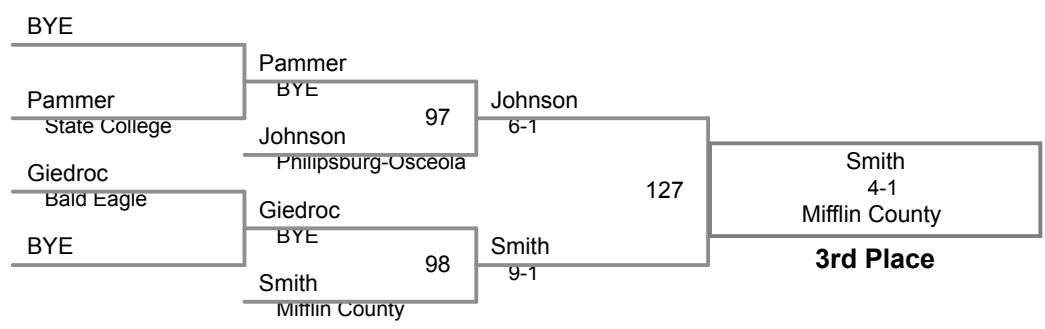 BYE
Pammer
State College
Giedroc
Bald Eagle
BYE
Pammer
BYE
97
Johnson
Philipsburg-Osceola
Giedroc
BYE
98
Smith
Mifflin County
Johnson
6-1
127
Smith
9-1
Smith
4-1
Mifflin County
3rd Place